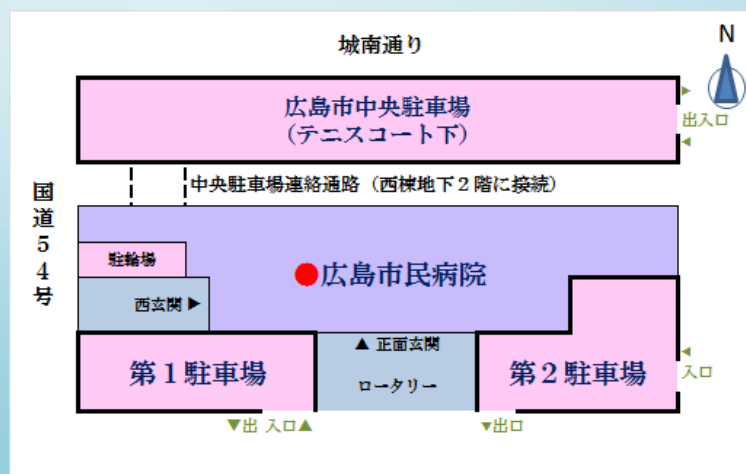 城南通り
N
広島市中央駐車場
(テニスコート下)
▶
出入口
◀
中央駐車場連絡通路(西棟地下2階に接続)
国道54号
駐輪場
●広島市民病院
西玄関▶
▲ 正面玄関
ロータリー
第1駐車場
第2駐車場
◀
入口
▼出 入口▲
▼出口